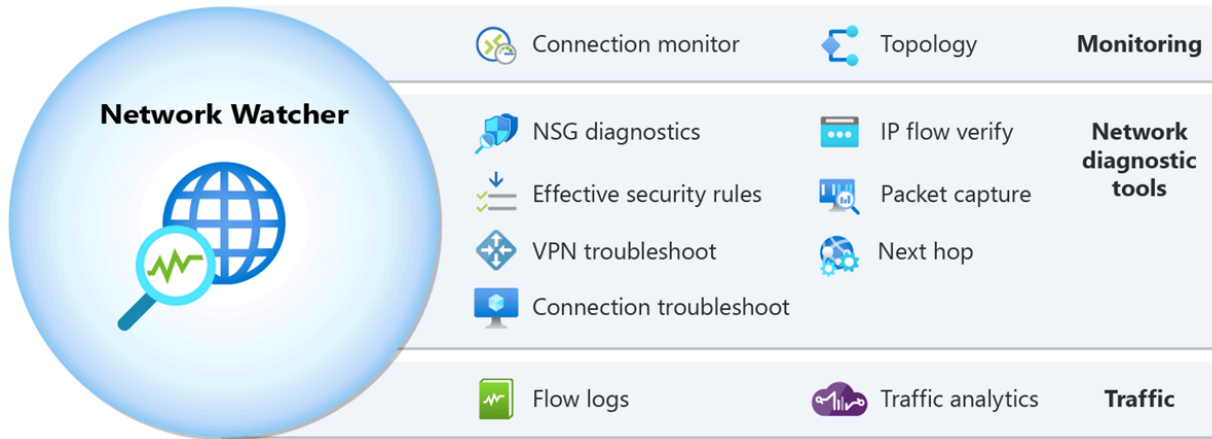 Network Watcher
Connection monitor
Topology
Monitoring
NSG diagnostics
IP flow verify
Effective security rules
Packet capture
VPN troubleshoot
Next hop
Connection troubleshoot
Network
diagnostic
tools
Flow logs
Traffic analytics
Traffic